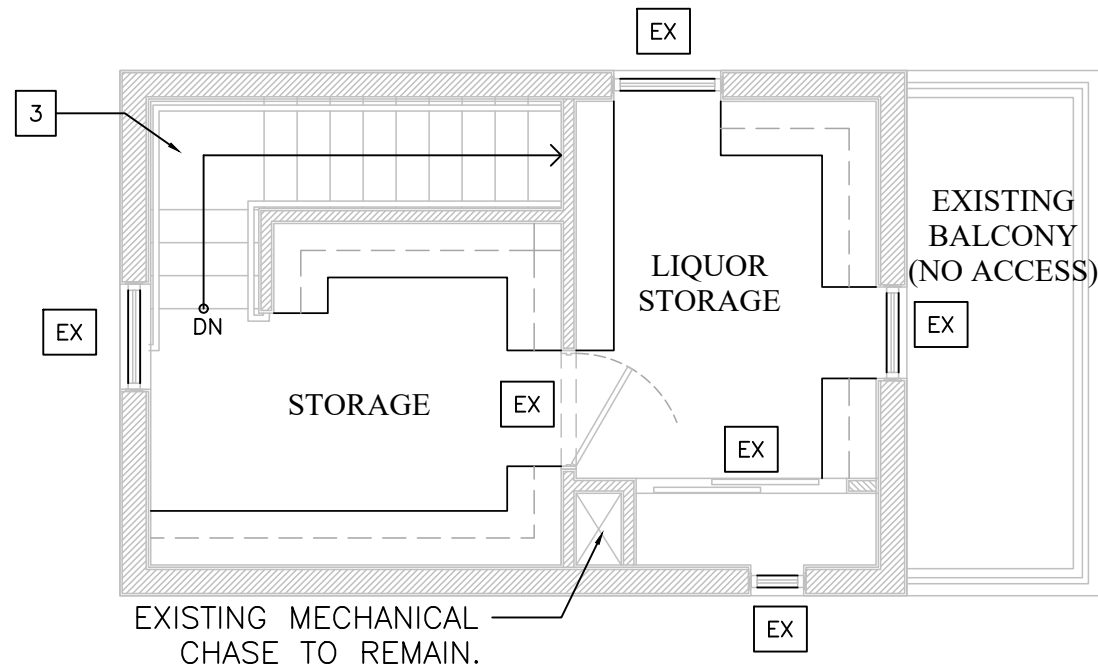 EX
3
EXISTING
BALCONY
(NO ACCESS)
LIQUOR
STORAGE
EX
DN
EX
STORAGE
EX
EX
EXISTING MECHANICAL
CHASE TO REMAIN.
EX